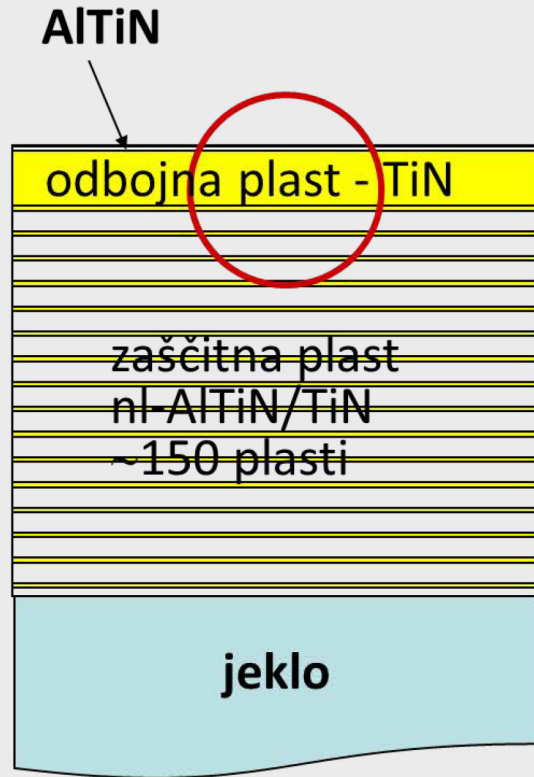 AlTiN
odbojna plast - TiN
zaščitna plast
nl-AlTiN/TiN
~150 plasti
jeklo